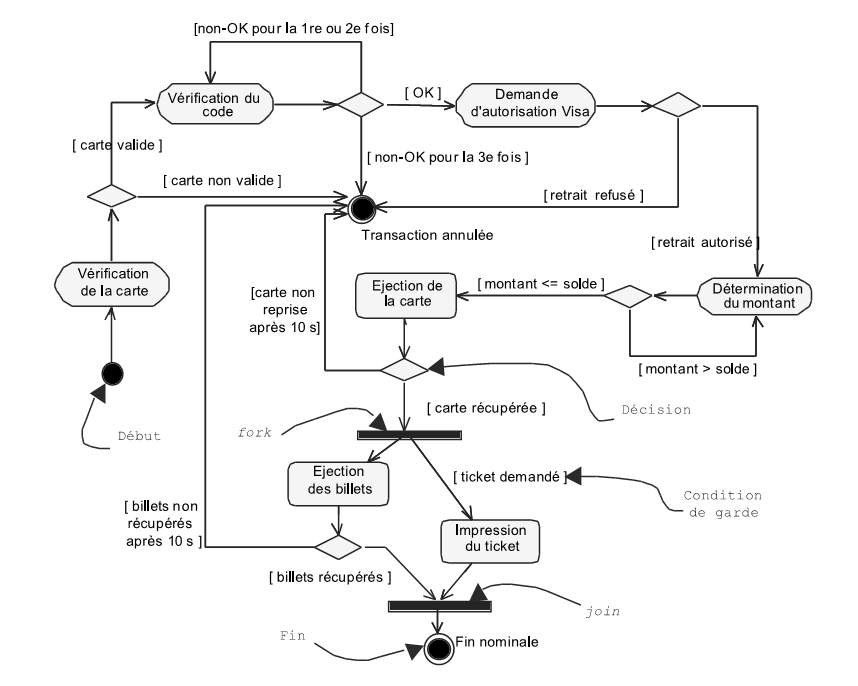 [non-OK pour la 1re ou 2e fois]
Vérification du
code
[ OK ]
Demande
d'autorisation Visa
[ carte valide ]
[ non-OK pour la 3e fois ]
[ carte non valide ]
[ retrait refusé ]
Transaction annulée
[retrait autorisé ]
Vérification
de la carte
[carte non
reprise
après 10 s]
Ejection de
la carte
[ montant <= solde ]
Détermination
du montant
[ montant > solde ]
[ carte récupérée ]
Décision
Début
fork
Ejection
des billets
[ ticket demandé ]
Condition
de garde
[ billets non
récupérés
après 10 s ]
Impression
du ticket
[ billets récupérés ]
join
Fin
Fin nominale